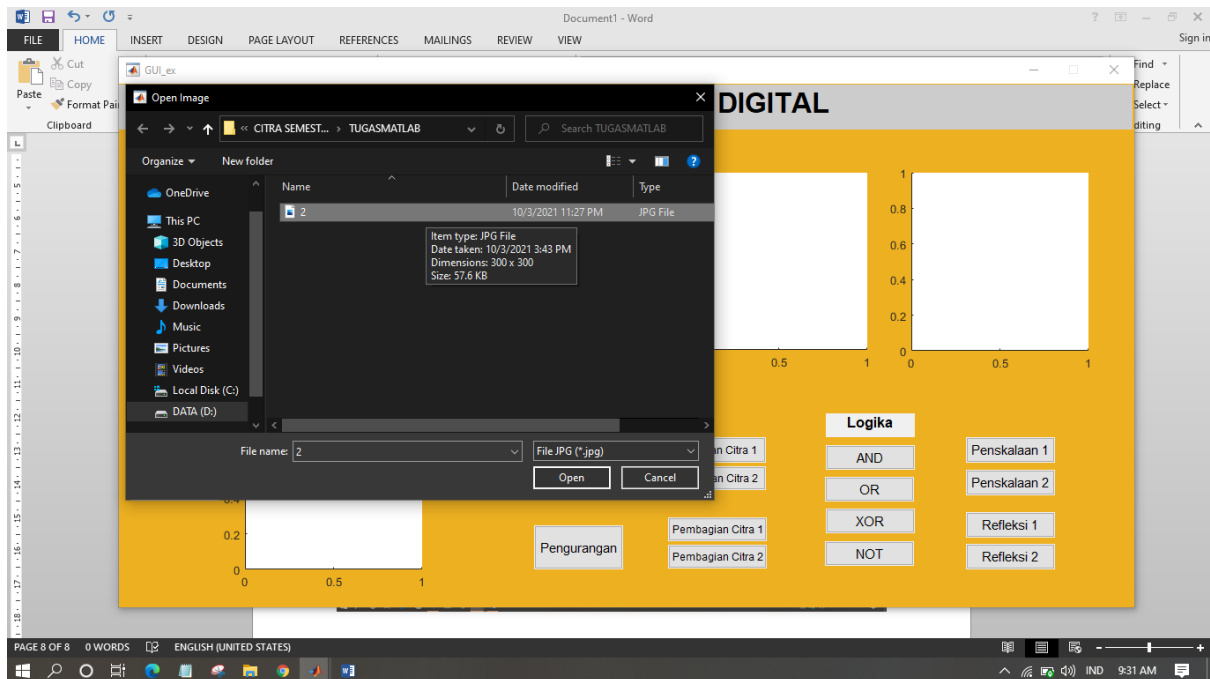 Document1 - Word
FILE HOME INSERT DESIGN PAGE LAYOUT REFERENCES MAILINGS REVIEW VIEW Sign in
Cut
Copy
Paste
Format Pai
Clipboard
Find
Replace
Select
diting
GUI_ex
DIGITAL
Open Image
« CITRA SEMEST... › TUGASMATLAB
Search TUGASMATLAB
Organize New folder
Name Date modified Type
2 10/3/2021 11:27 PM JPG File
Item type: JPG File
Date taken: 10/3/2021 3:43 PM
Dimensions: 300 x 300
Size: 57.6 KB
OneDrive
This PC
3D Objects
Desktop
Documents
Downloads
Music
Pictures
Videos
Local Disk (C:)
DATA (D:)
File name: 2 File JPG (*.jpg)
Open Cancel
1
0.8
0.6
0.4
0.2
0
0.5 1
0 0.5 1
0.2
0
0 0.5 1
Logika
AND
OR
XOR
NOT
n Citra 1
an Citra 2
Pembagian Citra 1
Pembagian Citra 2
Pengurangan
Penskalaan 1
Penskalaan 2
Refleksi 1
Refleksi 2
PAGE 8 OF 8 0 WORDS ENGLISH (UNITED STATES)
IND 9:31 AM